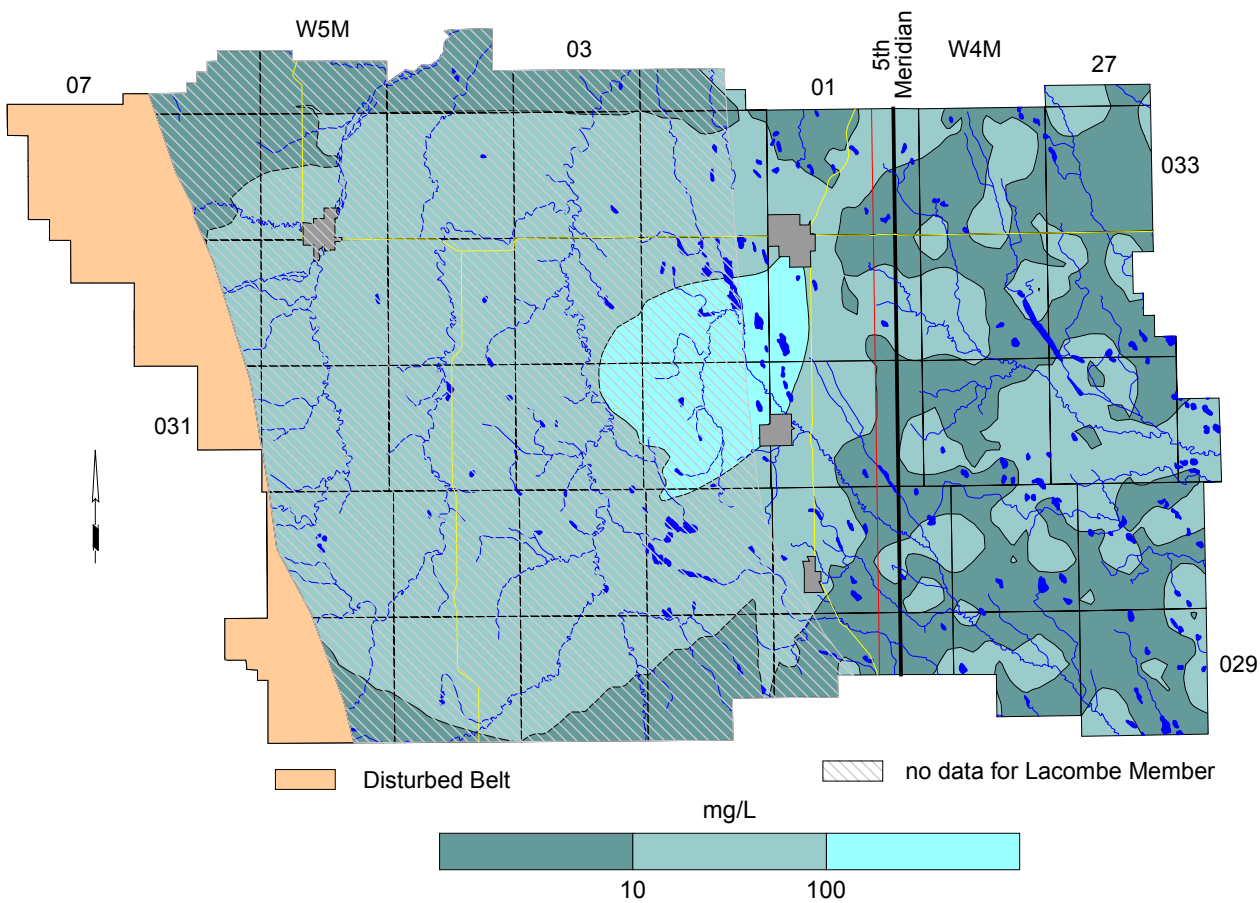 W5M
07
03
01
5th
Meridian
W4M
27
033
031
029
Disturbed Belt
no data for Lacombe Member
mg/L
10
100